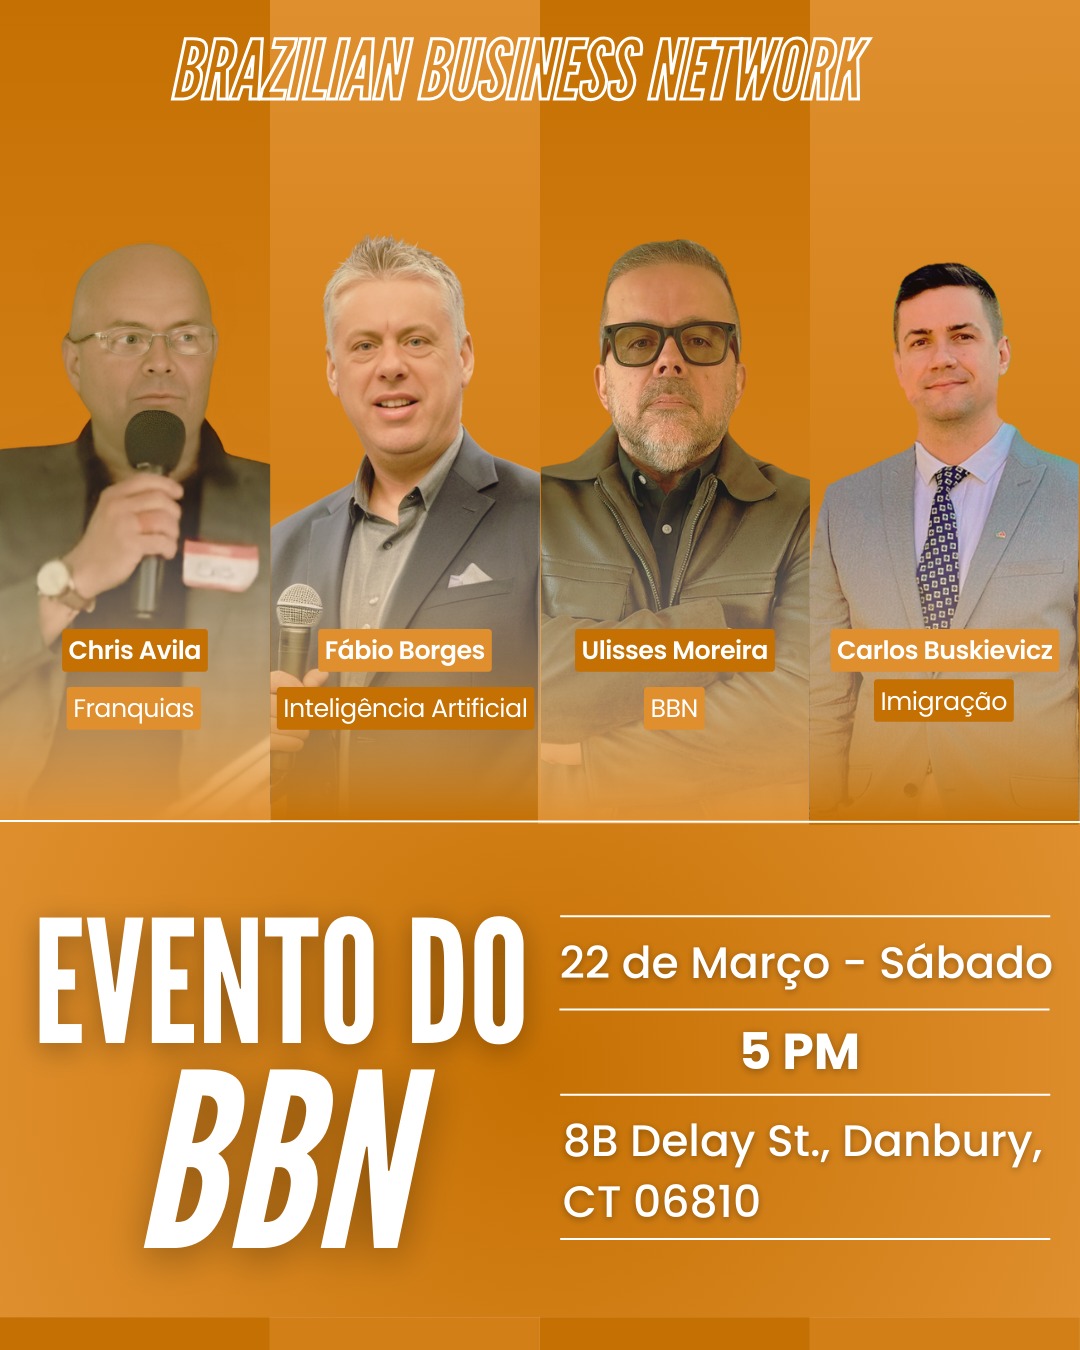 BRAZILIAN BUSINESS NETWORK
Chris Avila
Fábio Borges
Ulisses Moreira
Carlos Buskievicz
Franquias
Inteligência Artificial
BBN
Imigração
EVENTO DO
BBN
22 de Março - Sábado
5 PM
8B Delay St., Danbury,
CT 06810